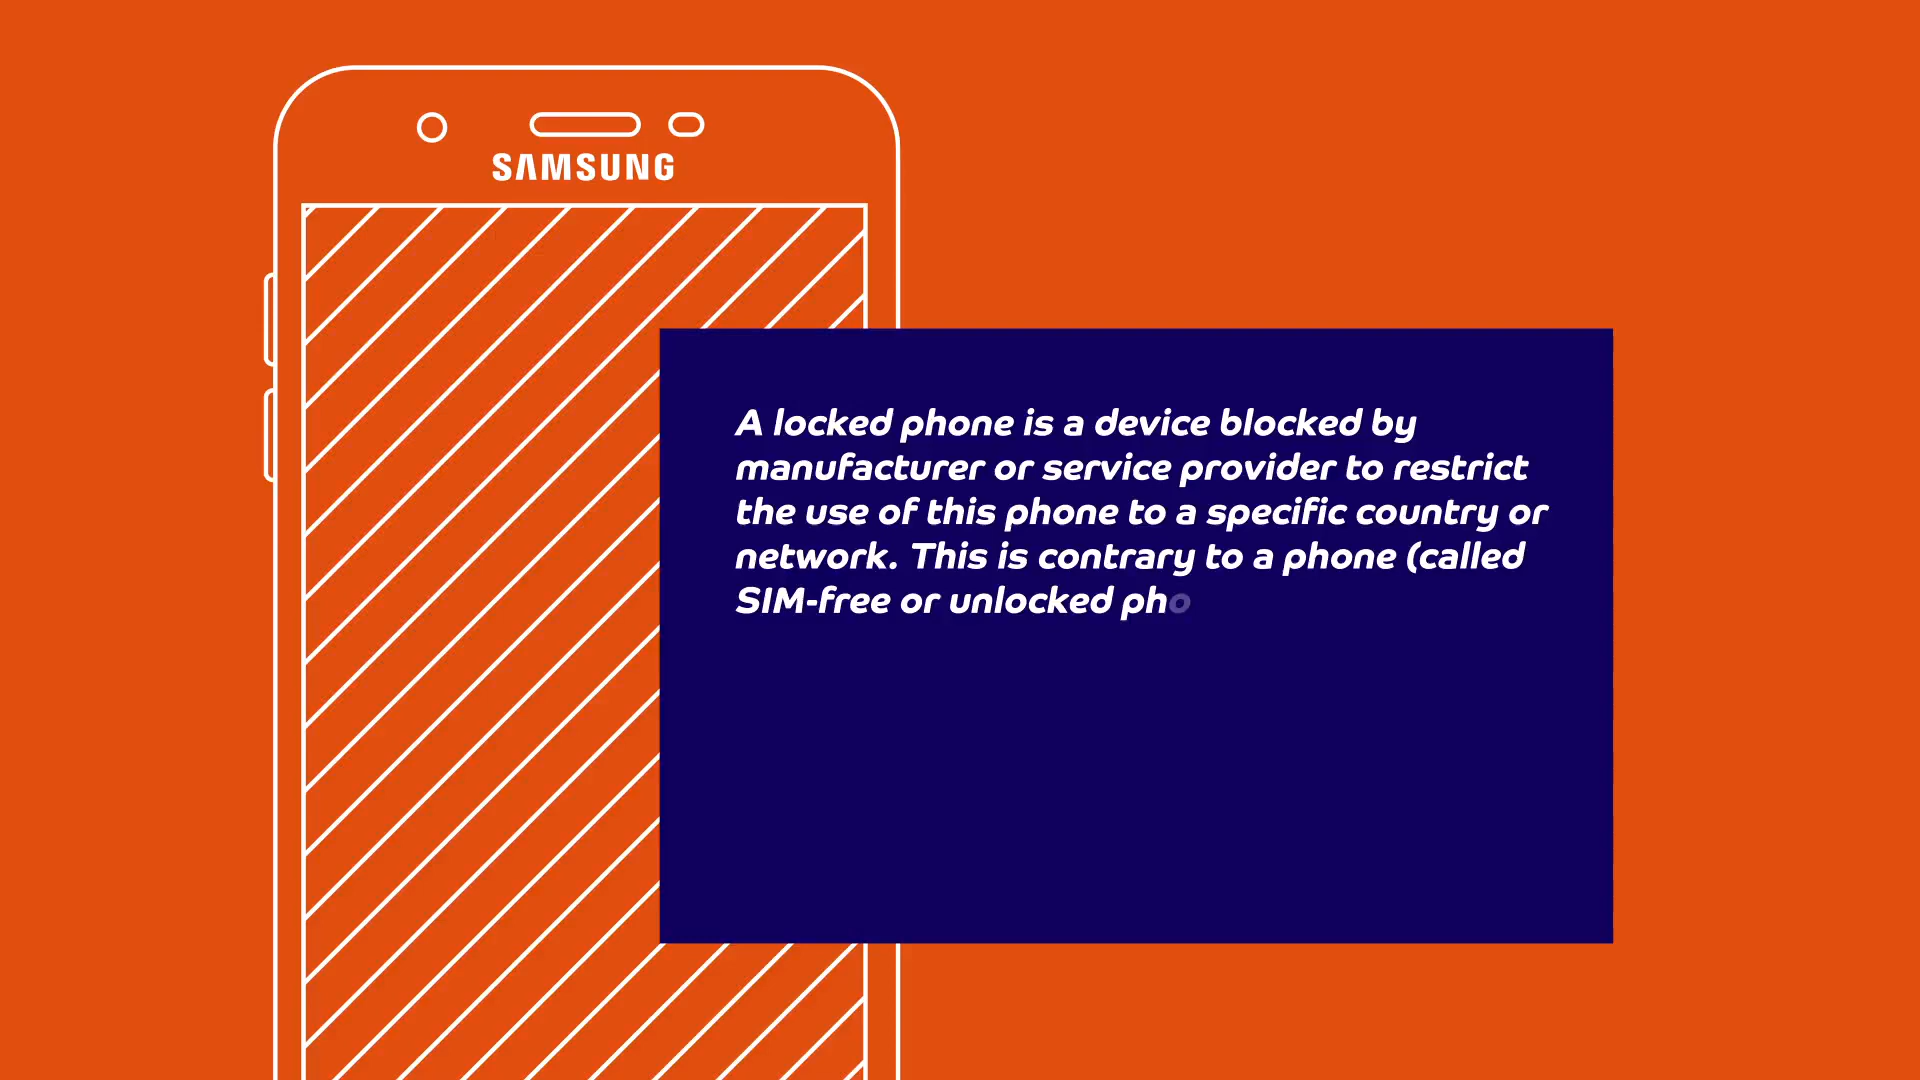 SAMSUNG
A locked phone is a device blocked by
manufacturer or service provider to restrict
the use of this phone to a specific country or
network. This is contrary to a phone (called
SIM-free or unlocked pho